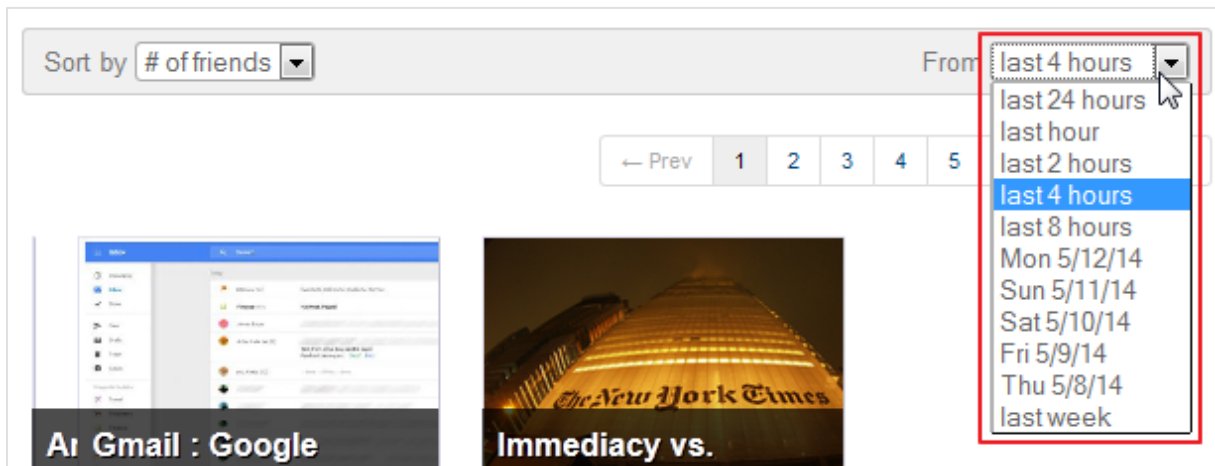 Sort by # of friends
From last 4 hours
last 24 hours
last hour
last 2 hours
last 4 hours
last 8 hours
Mon 5/12/14
Sun 5/11/14
Sat 5/10/14
Fri 5/9/14
Thu 5/8/14
last week
← Prev 1 2 3 4 5
Inbox
The New York Times
Gmail : Google
Immediacy vs.